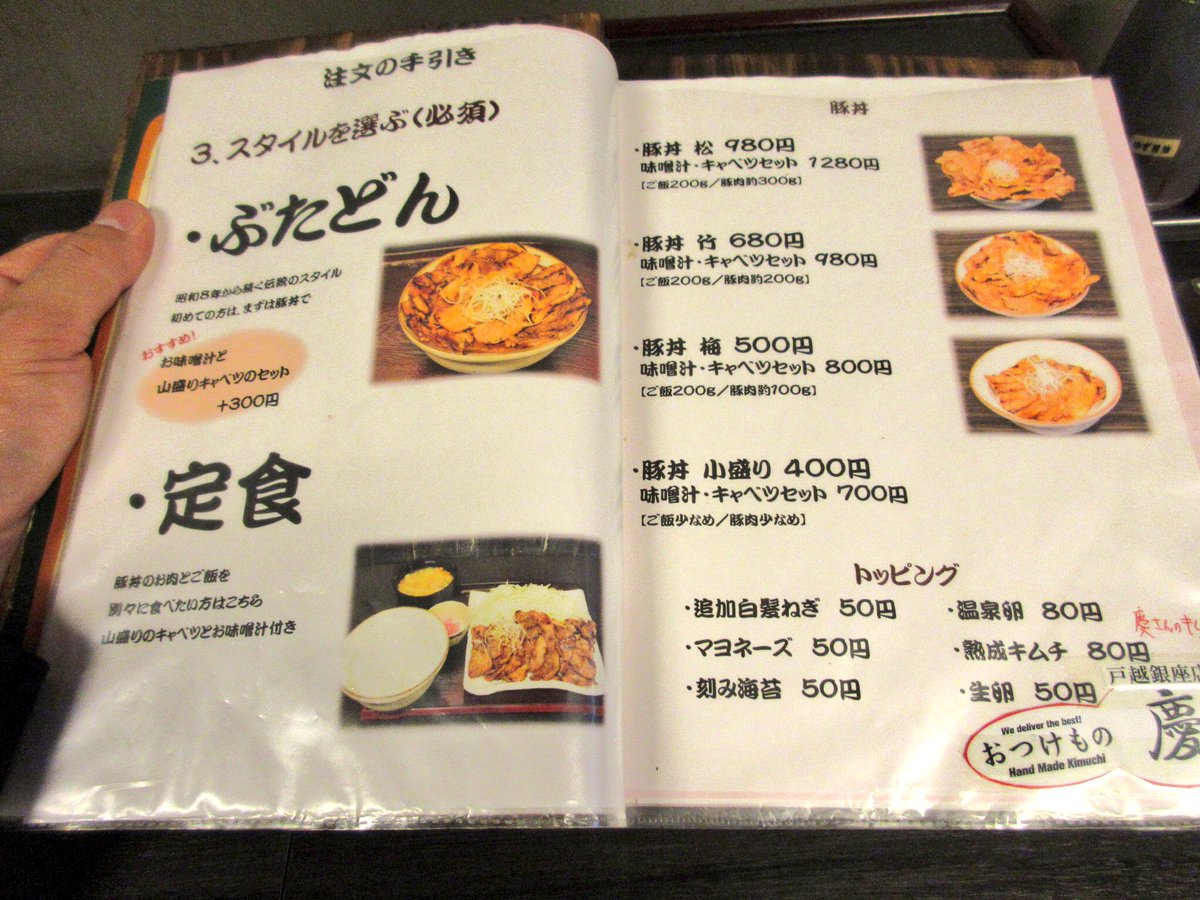 注文の手引き
3、スタイルを選ぶ(必須)
・ぶたどん
昭和8年から続く伝統のスタイル
初めての方は、まずは豚丼で
おすすめ!
お味噌汁と
山盛りキャベツのセット
+300円
・定食
豚丼のお肉とご飯を
別々に食べたい方はこちら
山盛りのキャベツとお味噌汁付き
豚丼
・豚丼 松 980円
味噌汁・キャベツセット 1280円
【ご飯200g/豚肉約300g】
・豚丼 竹 680円
味噌汁・キャベツセット 980円
【ご飯200g/豚肉約200g】
・豚丼 梅 500円
味噌汁・キャベツセット 800円
【ご飯200g/豚肉約100g】
・豚丼 小盛り 400円
味噌汁・キャベツセット 700円
【ご飯少なめ/豚肉少なめ】
トッピング
・追加白髪ねぎ 50円
・マヨネーズ 50円
・刻み海苔 50円
・温泉卵 80円
・熟成キムチ 80円
・生卵 50円
慶さんのキム
戸越銀座店
We deliver the best!
おつけもの
Hand Made Kimuchi
慶